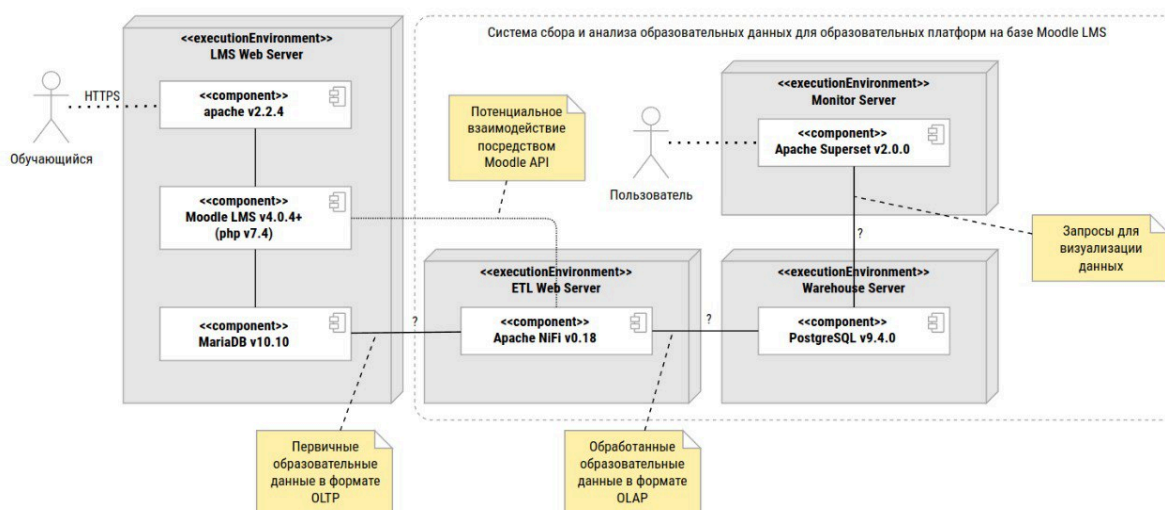 <<executionEnvironment>>
LMS Web Server
<<component>>
apache v2.2.4
HTTPS
Обучающийся
<<component>>
Moodle LMS v4.0.4+
(php v7.4)
<<component>>
MariaDB v10.10
Система сбора и анализа образовательных данных для образовательных платформ на базе Moodle LMS
Потенциальное
взаимодействие
посредством
Moodle API
<<executionEnvironment>>
Monitor Server
<<component>>
Apache Superset v2.0.0
Пользователь
?
Запросы для
визуализации
данных
<<executionEnvironment>>
ETL Web Server
<<component>>
Apache NiFi v0.18
?
<<executionEnvironment>>
Warehouse Server
<<component>>
PostgreSQL v9.4.0
?
Первичные
образовательные
данные в формате
OLTP
Обработанные
образовательные
данные в формате
OLAP